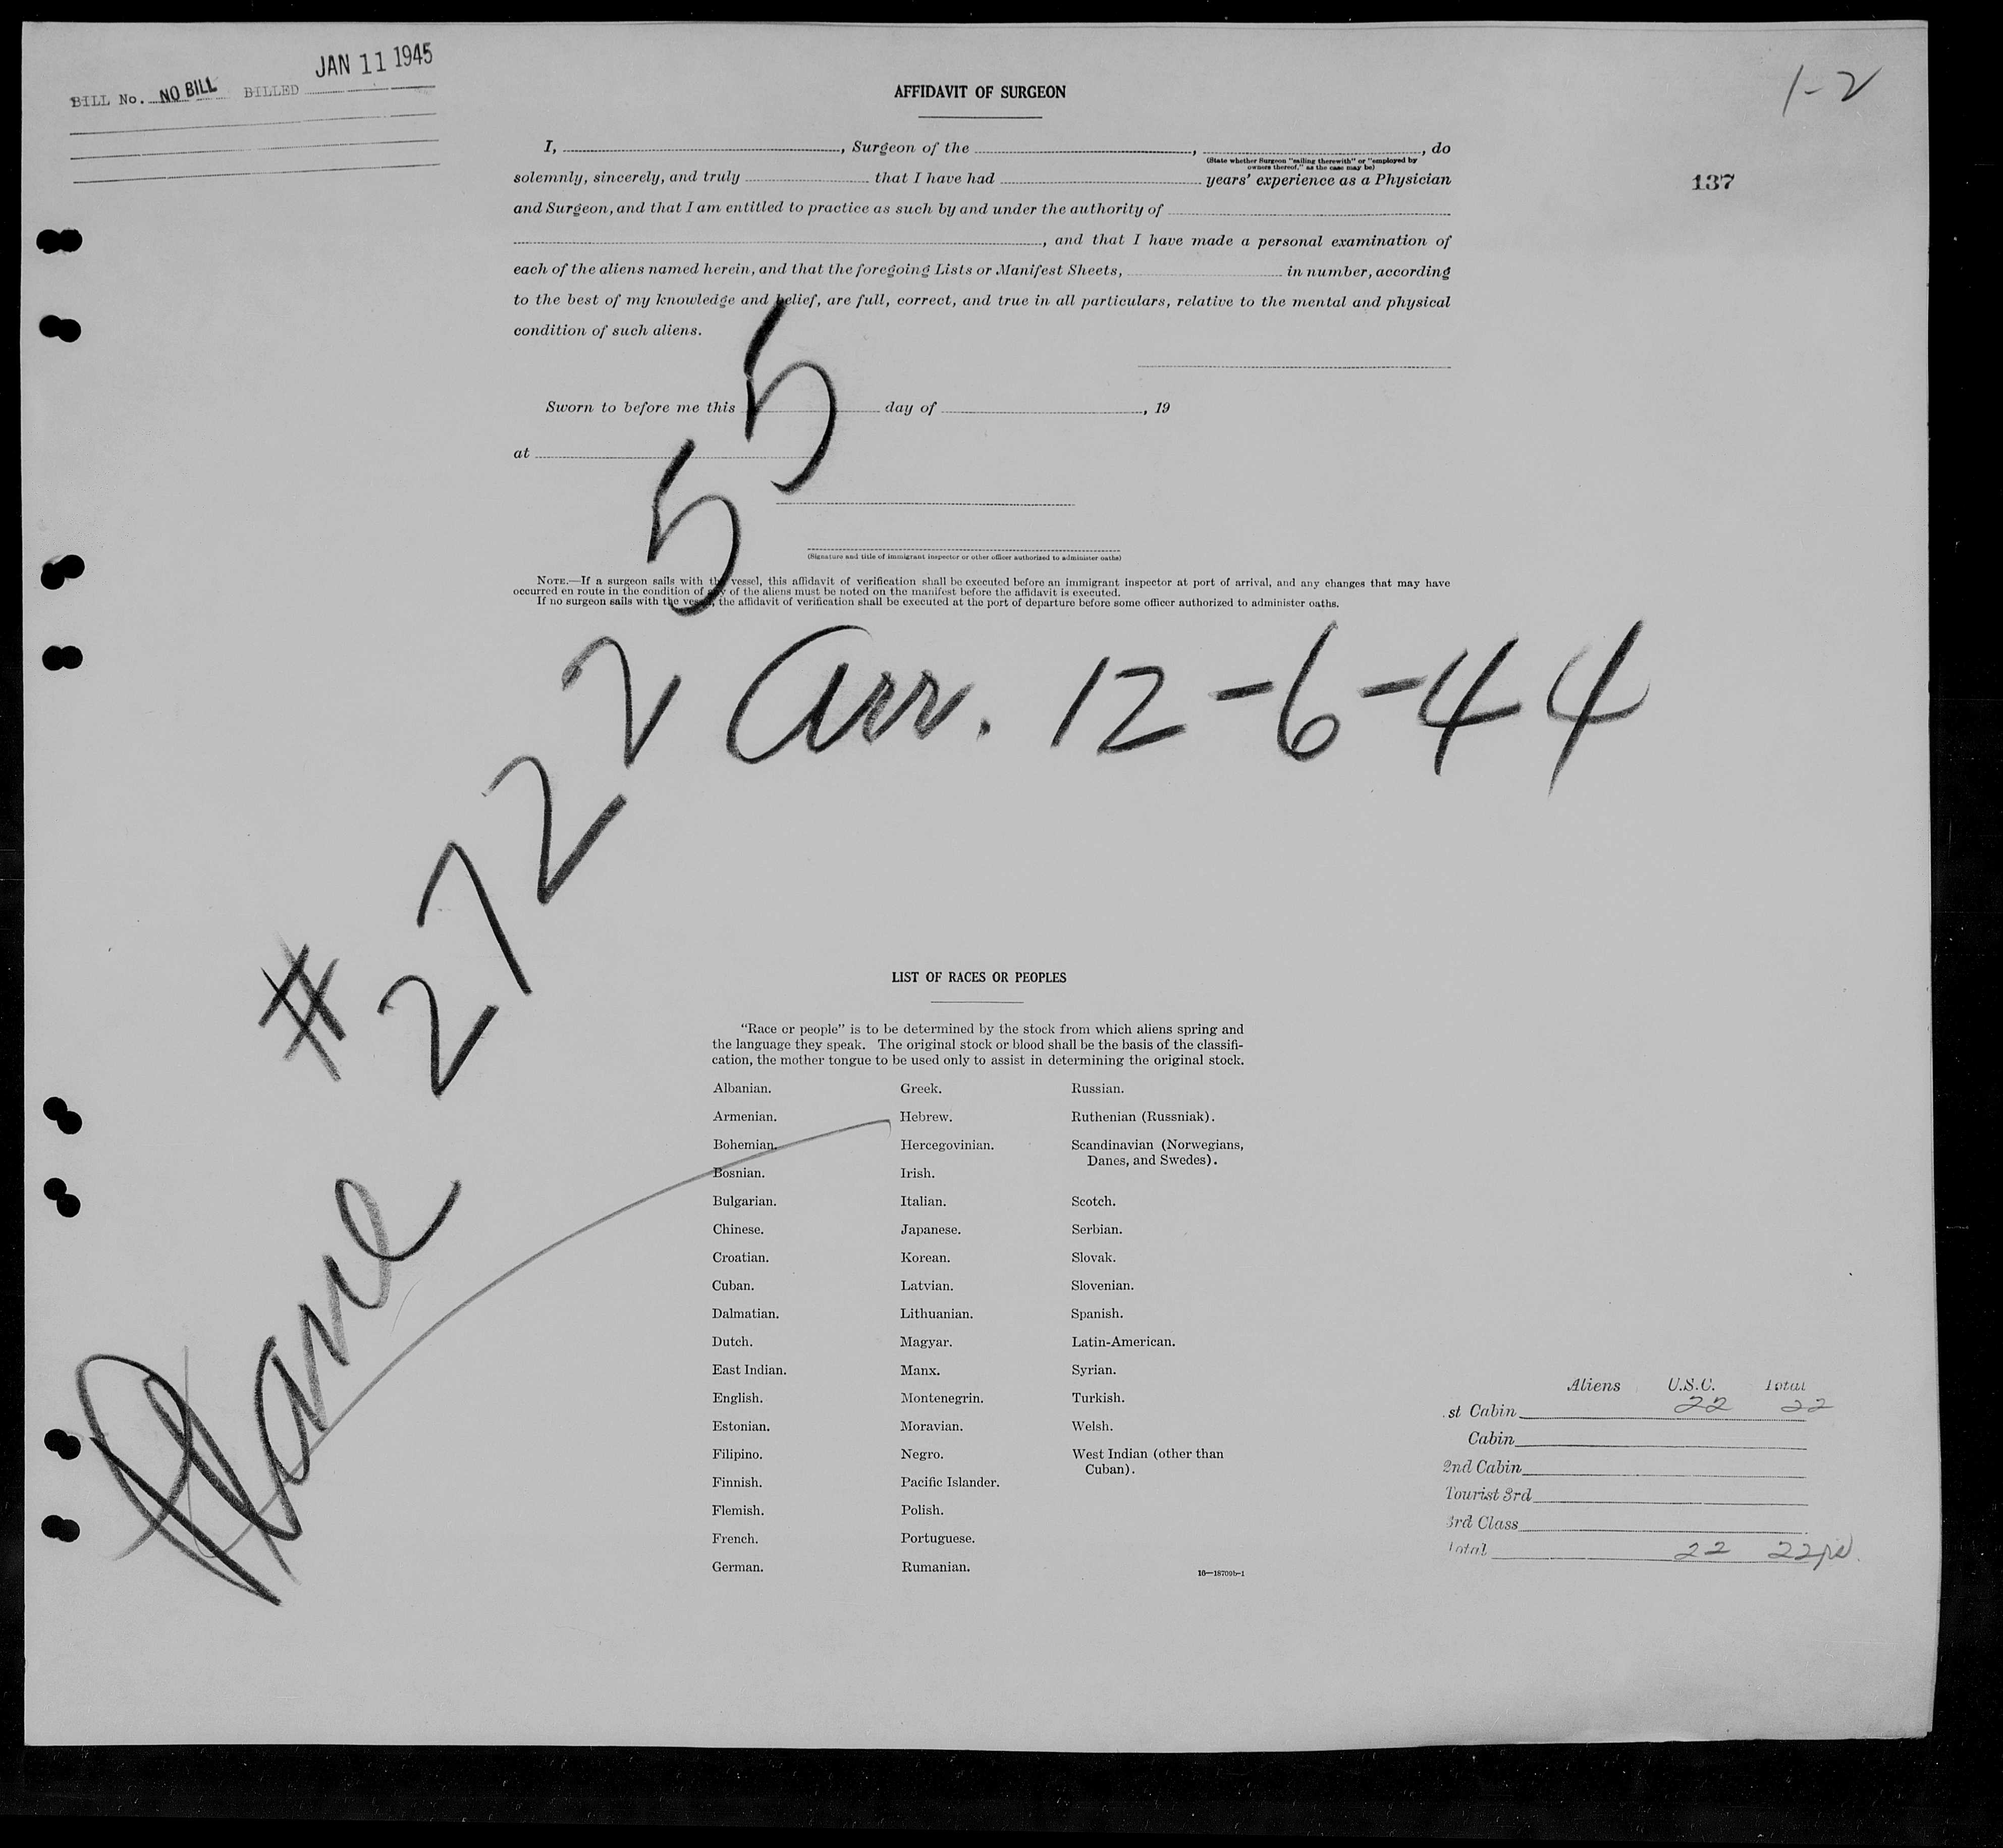 BILL No. NO BILL BILLED JAN 11 1945
1-2
137
AFFIDAVIT OF SURGEON
I, , Surgeon of the , , do
(State whether Surgeon "sailing therewith" or "employed by
owners thereof," as the case may be)
solemnly, sincerely, and truly that I have had years' experience as a Physician
and Surgeon, and that I am entitled to practice as such by and under the authority of
, and that I have made a personal examination of
each of the aliens named herein, and that the foregoing Lists or Manifest Sheets, in number, according
to the best of my knowledge and belief, are full, correct, and true in all particulars, relative to the mental and physical
condition of such aliens.
Sworn to before me this day of , 19
at
(Signature and title of immigrant inspector or other officer authorized to administer oaths)
NOTE.—If a surgeon sails with the vessel, this affidavit of verification shall be executed before an immigrant inspector at port of arrival, and any changes that may have
occurred en route in the condition of any of the aliens must be noted on the manifest before the affidavit is executed.
If no surgeon sails with the vessel, the affidavit of verification shall be executed at the port of departure before some officer authorized to administer oaths.
Plane # 272255
Arr. 12-6-44
LIST OF RACES OR PEOPLES
"Race or people" is to be determined by the stock from which aliens spring and
the language they speak. The original stock or blood shall be the basis of the classifi-
cation, the mother tongue to be used only to assist in determining the original stock.
Albanian. Greek. Russian.
Armenian. Hebrew. Ruthenian (Russniak).
Bohemian. Hercegovinian. Scandinavian (Norwegians,
Danes, and Swedes).
Bosnian. Irish.
Bulgarian. Italian. Scotch.
Chinese. Japanese. Serbian.
Croatian. Korean. Slovak.
Cuban. Latvian. Slovenian.
Dalmatian. Lithuanian. Spanish.
Dutch. Magyar. Latin-American.
East Indian. Manx. Syrian.
English. Montenegrin. Turkish.
Estonian. Moravian. Welsh.
Filipino. Negro. West Indian (other than
Cuban).
Finnish. Pacific Islander.
Flemish. Polish.
French. Portuguese.
German. Rumanian.
16—18709b-1
Aliens U.S.C. Total
st Cabin 22 22
Cabin
2nd Cabin
Tourist 3rd
3rd Class
Total 22 22